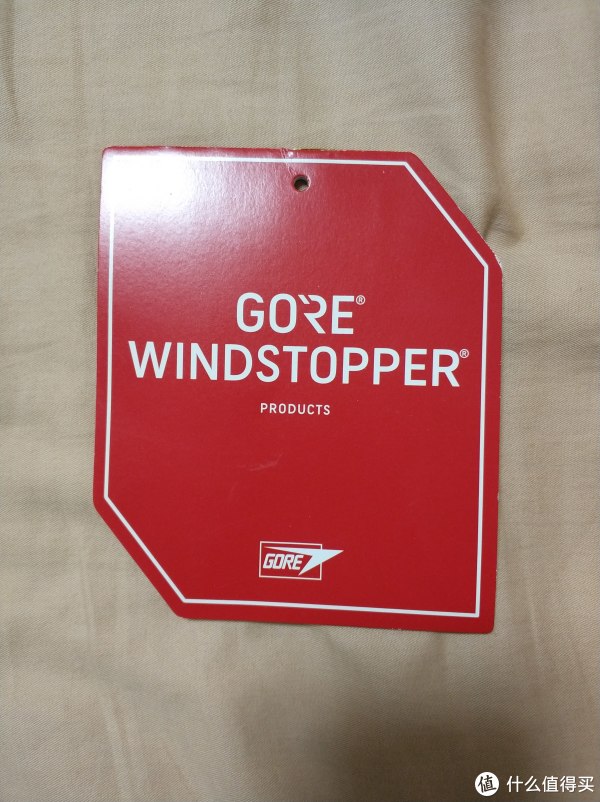 GORE®
WINDSTOPPER®
PRODUCTS
GORE
值 什么值得买